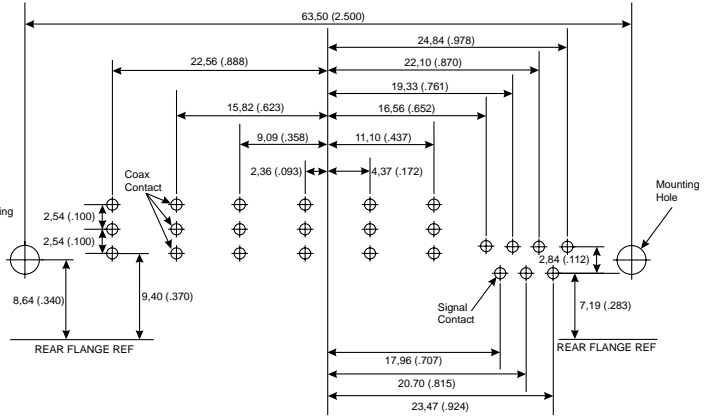 63,50 (2.500)
24,84 (.978)
22,56 (.888)
22,10 (.870)
19,33 (.761)
15,82 (.623)
16,56 (.652)
9,09 (.358)
11,10 (.437)
2,36 (.093)
4,37 (.172)
Coax
Contact
Mounting
Hole
ing
2,54 (.100)
2,54 (.100)
2,84 (.112)
8,64 (.340)
9,40 (.370)
7,19 (.283)
Signal
Contact
REAR FLANGE REF
REAR FLANGE REF
17,96 (.707)
20.70 (.815)
23,47 (.924)